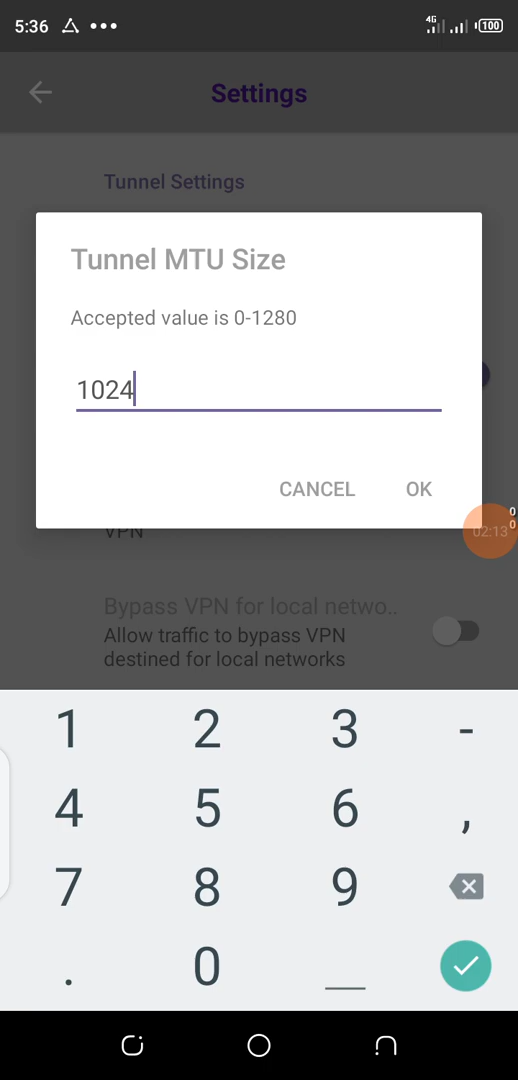 5:36
4G
100
Settings
Tunnel Settings
Tunnel MTU Size
Accepted value is 0-1280
1024
CANCEL OK
VPN
02:13
0
0
Bypass VPN for local netwo..
Allow traffic to bypass VPN
destined for local networks
1 2 3 -
4 5 6 ,
7 8 9
. 0 _